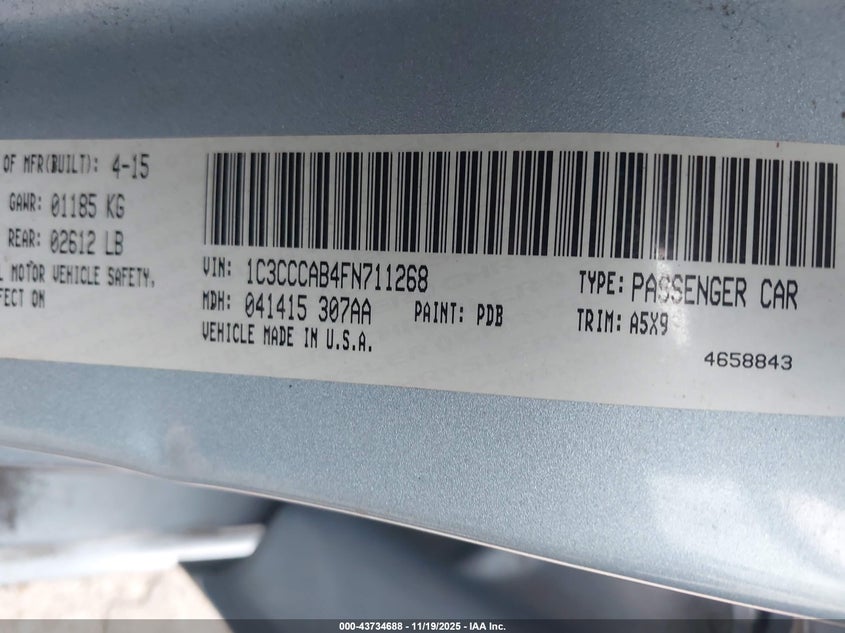 OF MFR(BUILT): 4-15
GAWR: 01185 KG
REAR: 02612 LB
MOTOR VEHICLE SAFETY,
ON
VIN: 1C3CCCAB4FN711268
TYPE: PASSENGER CAR
MDH: 041415 307AA
PAINT: PDB
TRIM: A5X9
VEHICLE MADE IN U.S.A.
4658843
000-43734688 - 11/19/2025 - IAA Inc.